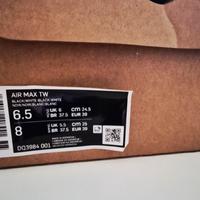 AIR MAX TW
BLACK/WHITE-BLACK-WHITE
NOIR/NOIR/BLANC/BLANC
6.5 UK 6 CM 24.5
BR 37.5 EUR 39
8 UK 5.5 CM 25
BR 37.5 EUR 39
DQ3984 001